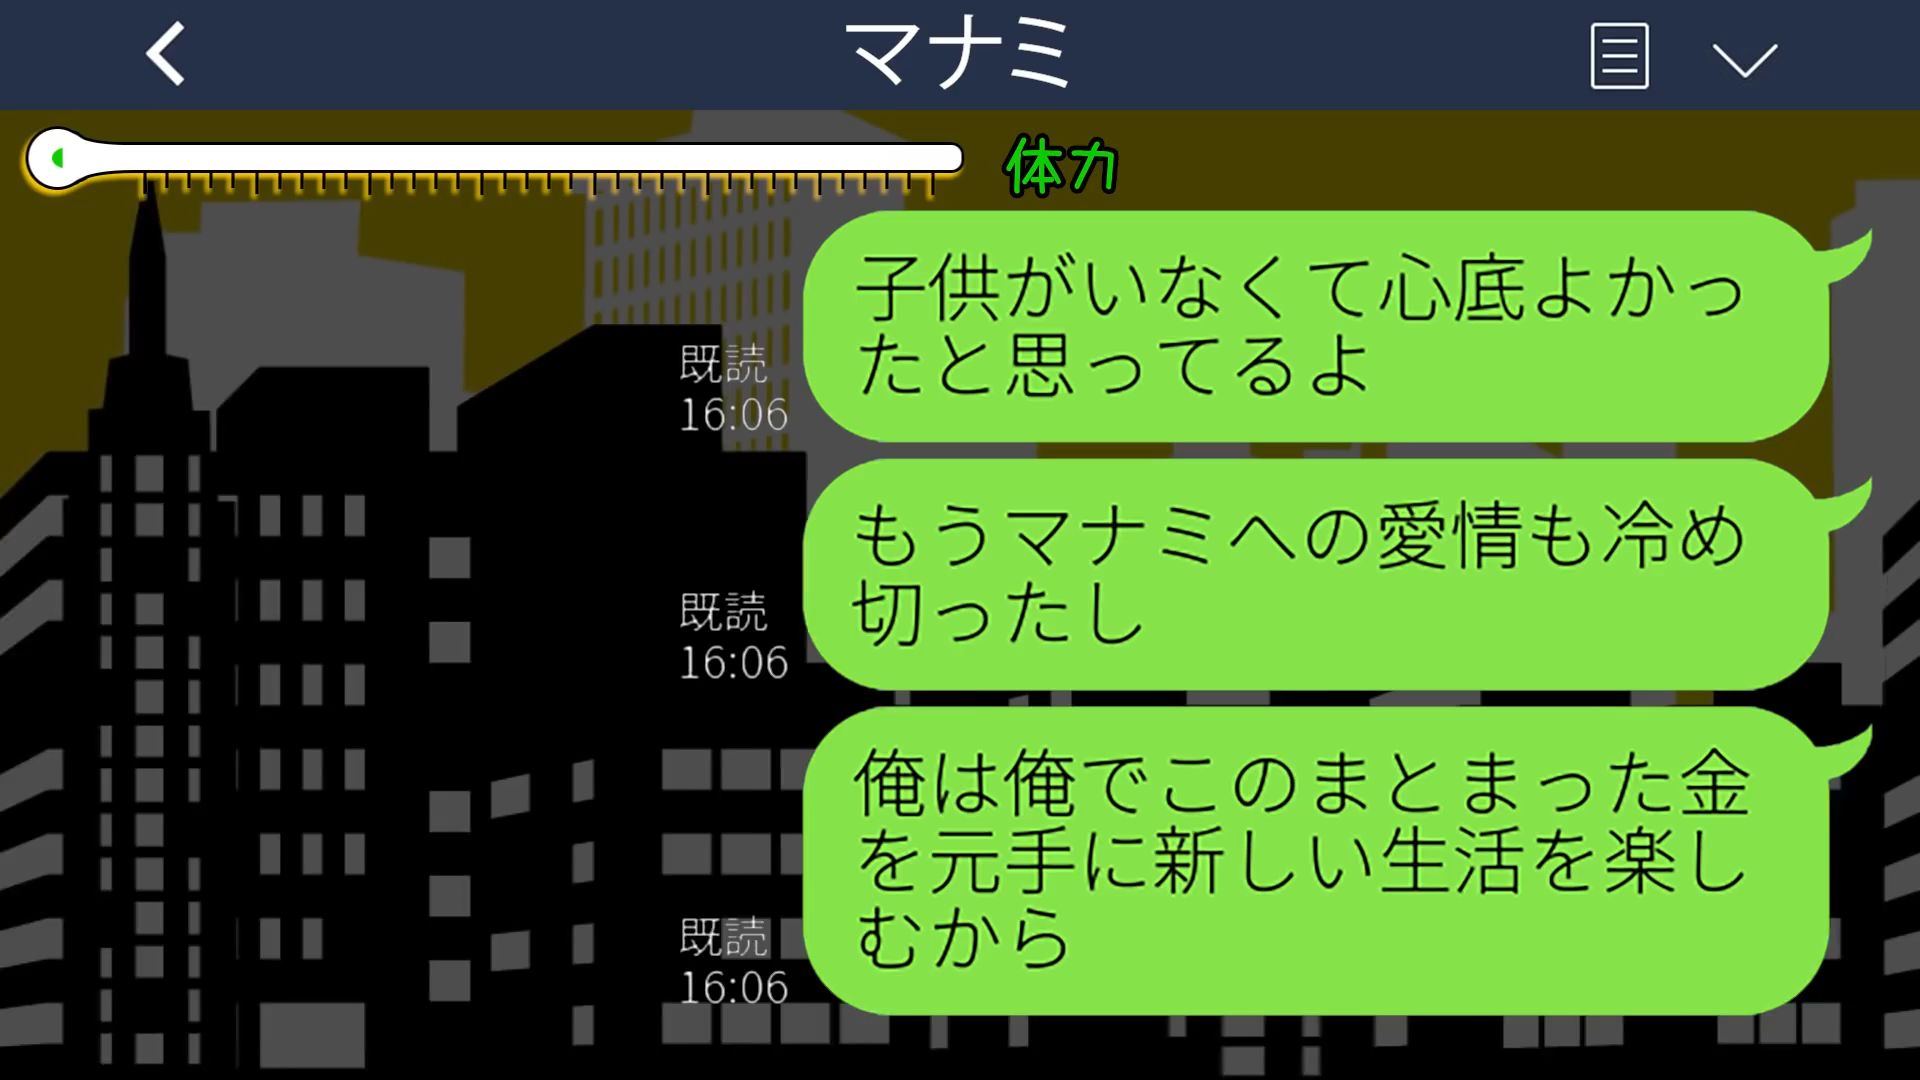 マナミ
体力
子供がいなくて心底よかっ
たと思ってるよ
既読
16:06
もうマナミへの愛情も冷め
切ったし
既読
16:06
俺は俺でこのまとまった金
を元手に新しい生活を楽し
むから
既読
16:06